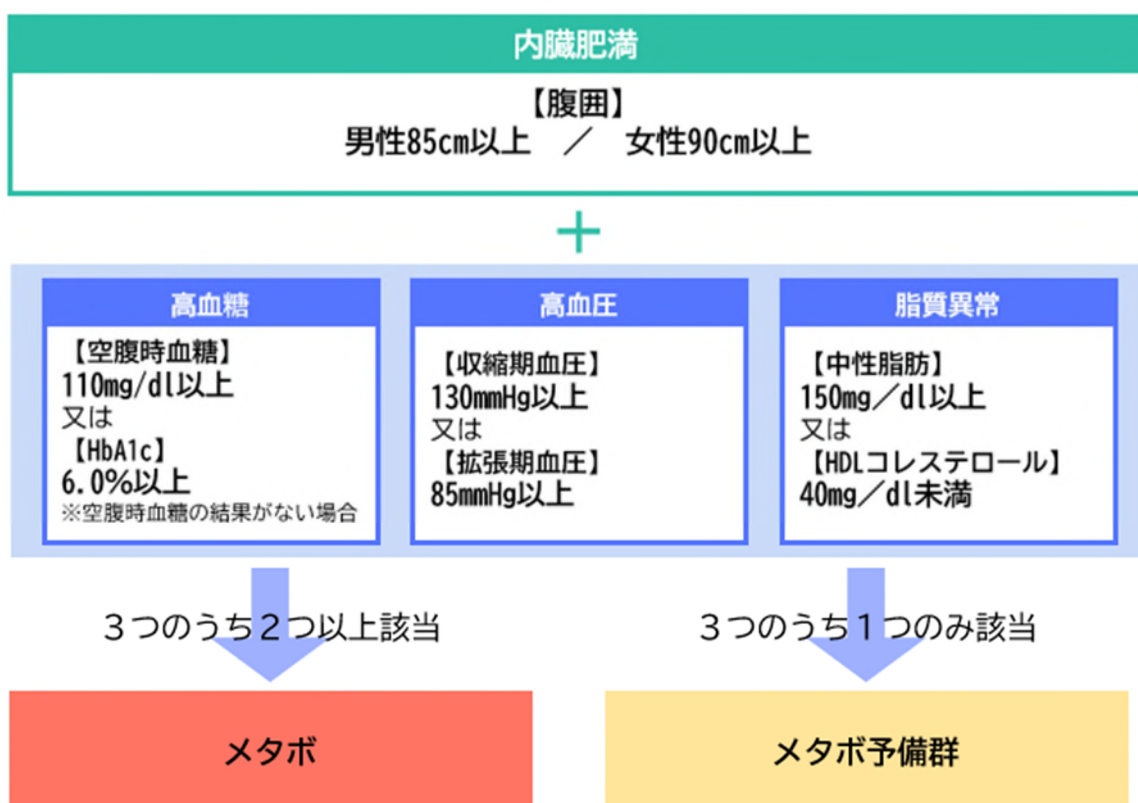 内臓肥満
【腹囲】
男性85cm以上　／　女性90cm以上
＋
高血糖
【空腹時血糖】
110mg/dl以上
又は
【HbA1c】
6.0%以上
※空腹時血糖の結果がない場合
高血圧
【収縮期血圧】
130mmHg以上
又は
【拡張期血圧】
85mmHg以上
脂質異常
【中性脂肪】
150mg／dl以上
又は
【HDLコレステロール】
40mg／dl未満
３つのうち２つ以上該当
３つのうち１つのみ該当
メタボ
メタボ予備群